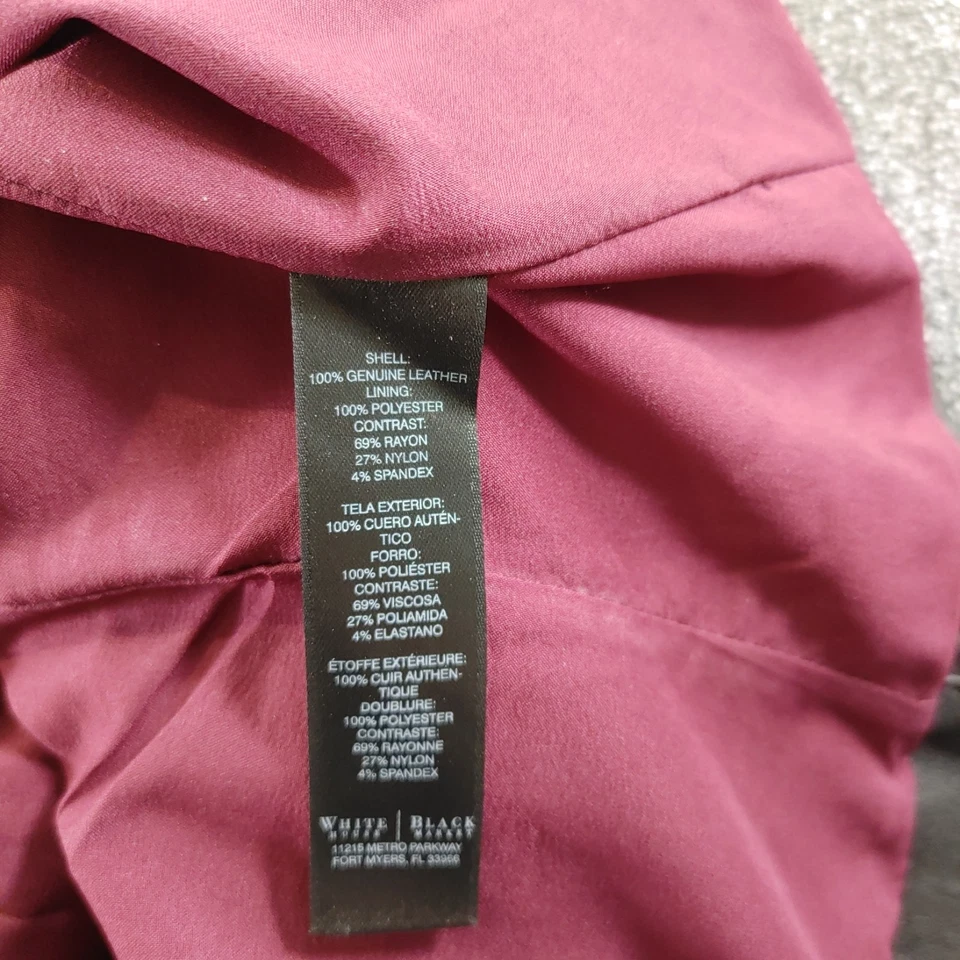 SHELL:
100% GENUINE LEATHER
LINING:
100% POLYESTER
CONTRAST:
69% RAYON
27% NYLON
4% SPANDEX
TELA EXTERIOR:
100% CUERO AUTÉN-
TICO
FORRO:
100% POLIÉSTER
CONTRASTE:
69% VISCOSA
27% POLIAMIDA
4% ELASTANO
ÉTOFFE EXTÉRIEURE:
100% CUIR AUTHEN-
TIQUE
DOUBLURE:
100% POLYESTER
CONTRASTE:
69% RAYONNE
27% NYLON
4% SPANDEX
WHITE | BLACK
HOUSE | MARKET
11215 METRO PARKWAY
FORT MYERS, FL 33966